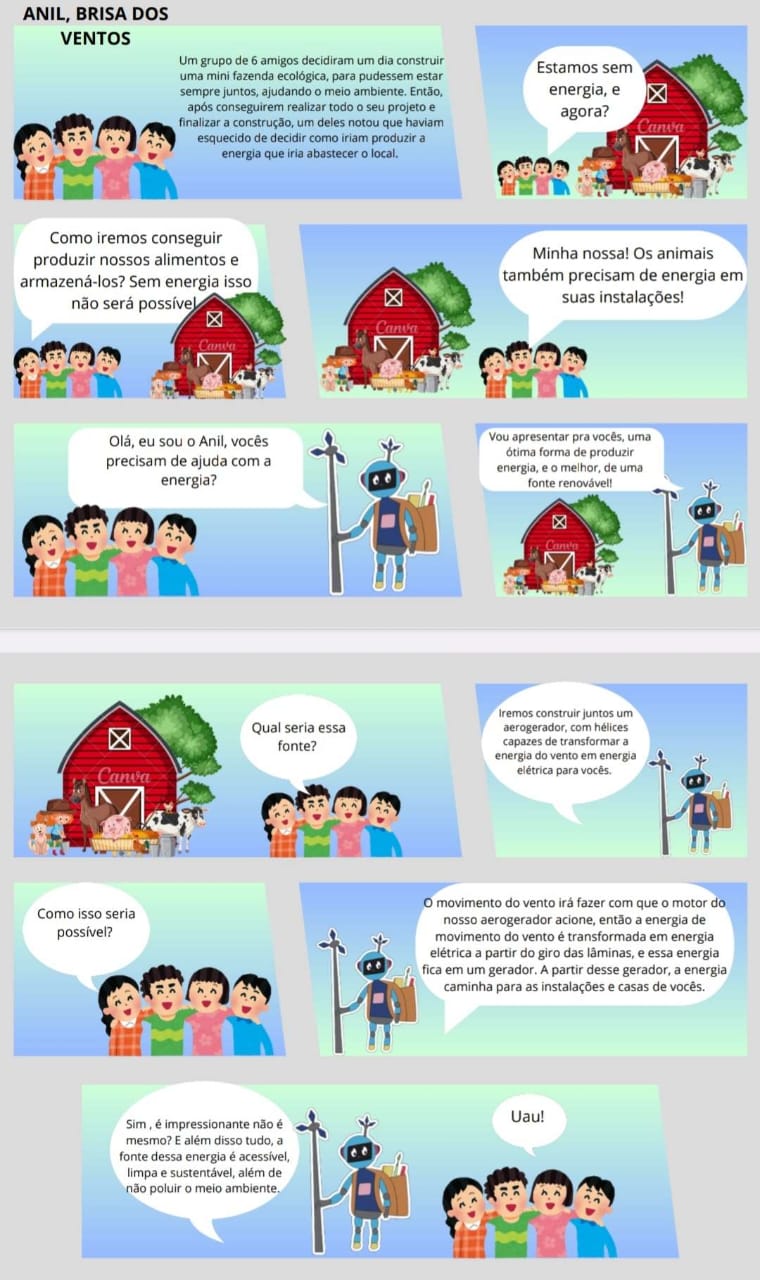 ANIL, BRISA DOS
VENTOS
Um grupo de 6 amigos decidiram um dia construir
uma mini fazenda ecológica, para pudessem estar
sempre juntos, ajudando o meio ambiente. Então,
após conseguirem realizar todo o seu projeto e
finalizar a construção, um deles notou que haviam
esquecido de decidir como iriam produzir a
energia que iria abastecer o local.
Estamos sem
energia, e
agora?
Canva
Como iremos conseguir
produzir nossos alimentos e
armazená-los? Sem energia isso
não será possível
Canva
Minha nossa! Os animais
também precisam de energia em
suas instalações!
Canva
Olá, eu sou o Anil, vocês
precisam de ajuda com a
energia?
Vou apresentar pra vocês, uma
ótima forma de produzir
energia, e o melhor, de uma
fonte renovável!
Canva
Canva
Qual seria essa
fonte?
Iremos construir juntos um
aerogerador, com hélices
capazes de transformar a
energia do vento em energia
elétrica para vocês.
Como isso seria
possível?
O movimento do vento irá fazer com que o motor do
nosso aerogerador acione, então a energia de
movimento do vento é transformada em energia
elétrica a partir do giro das lâminas, e essa energia
fica em um gerador. A partir desse gerador, a energia
caminha para as instalações e casas de vocês.
Sim , é impressionante não é
mesmo? E além disso tudo, a
fonte dessa energia é acessível,
limpa e sustentável, além de
não poluir o meio ambiente.
Uau!